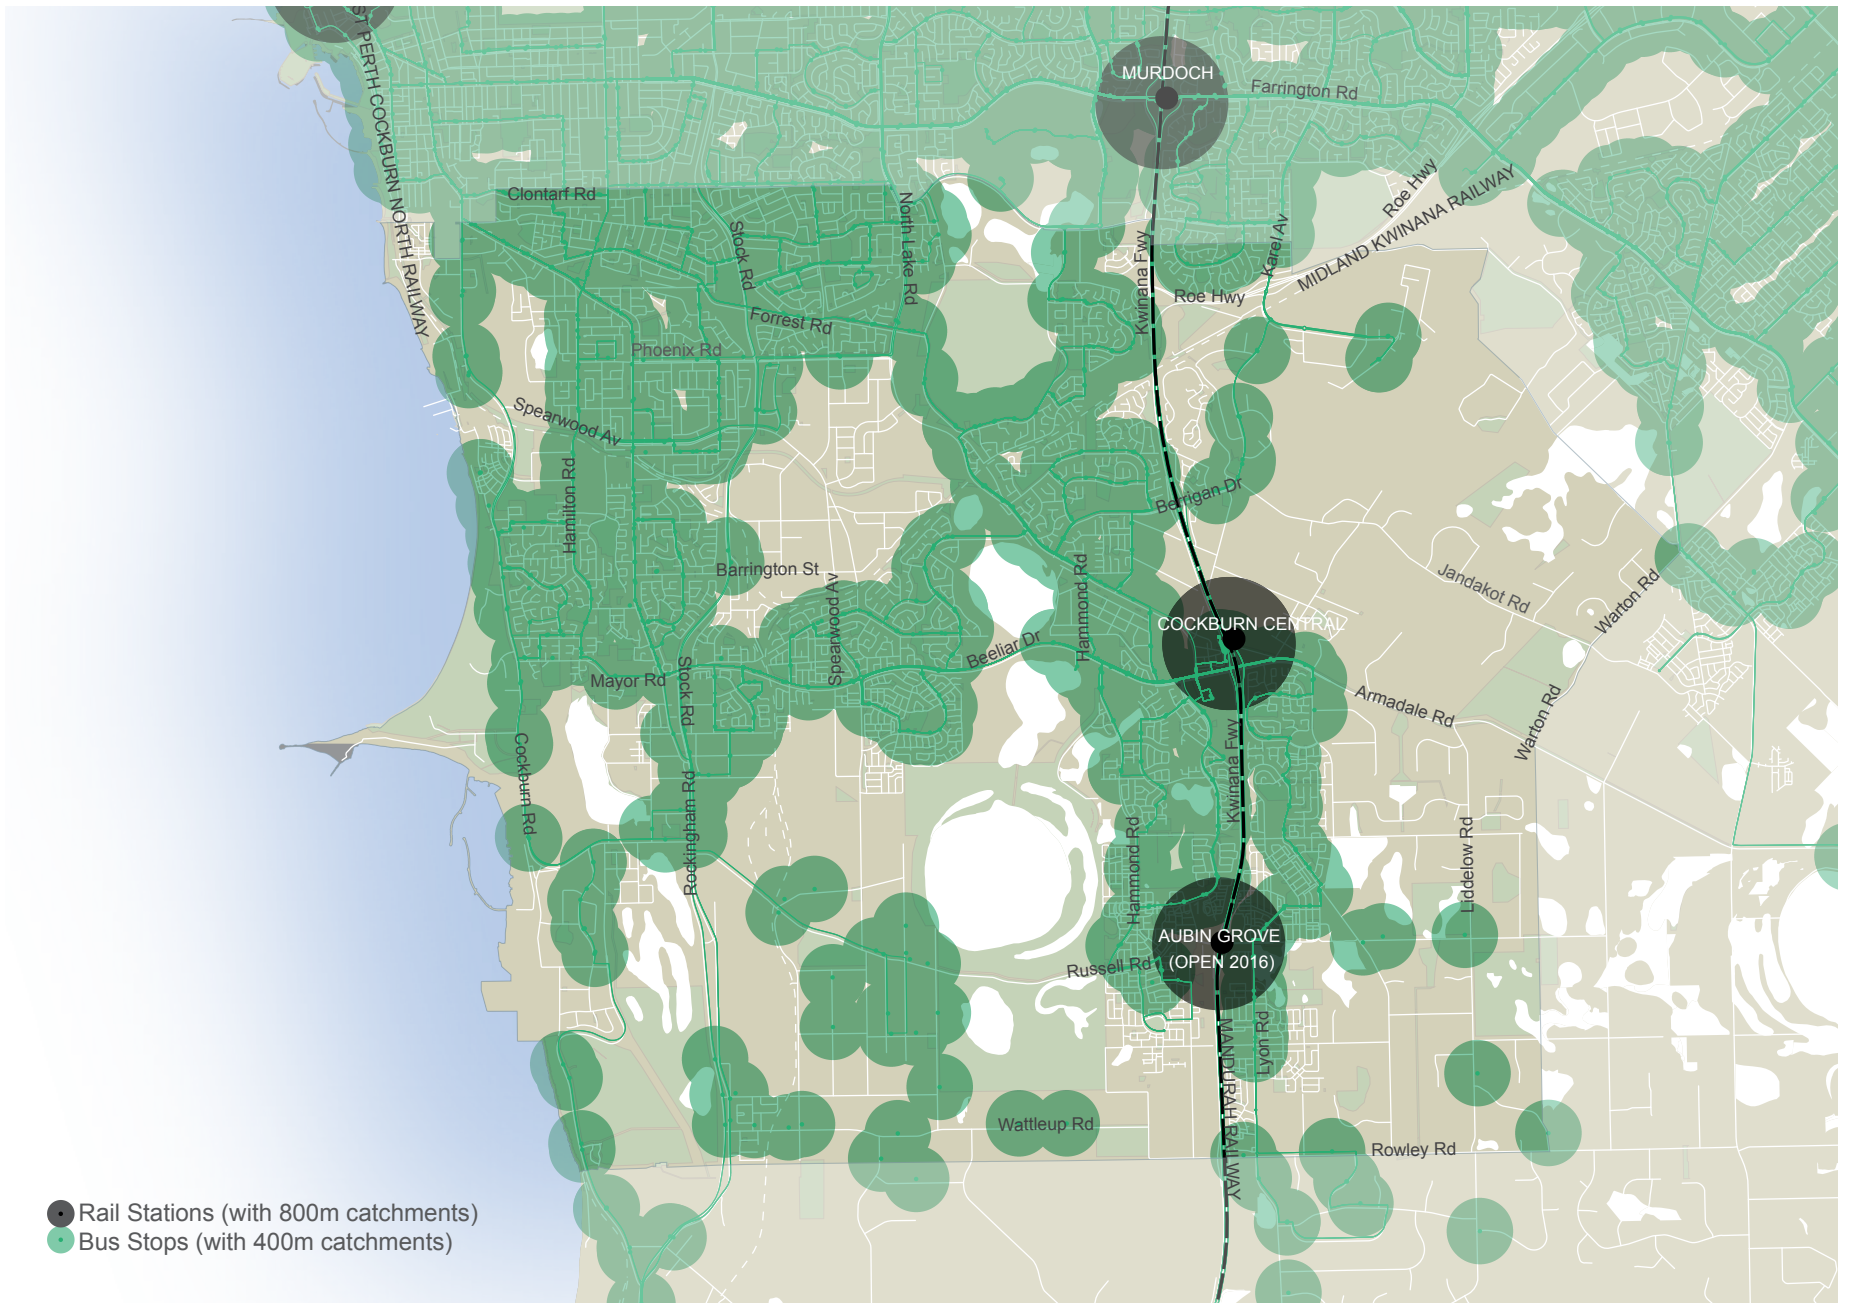 ST PERTH COCKBURN NORTH RAILWAY
MURDOCH
Farrington Rd
Clontarf Rd
North Lake Rd
Stock Rd
Roe Hwy
MIDLAND KWINANA RAILWAY
Karel Av
Kwinana Fwy
Roe Hwy
Forrest Rd
Phoenix Rd
Spearwood Av
Hamilton Rd
Berrigan Dr
Barrington St
Spearwood Av
Hammond Rd
Jandakot Rd
Warton Rd
COCKBURN CENTRAL
Beeliar Dr
Mayor Rd
Stock Rd
Armadale Rd
Warton Rd
Cockburn Rd
Kwinana Fwy
Rockingham Rd
Hammond Rd
Liddelow Rd
AUBIN GROVE
(OPEN 2016)
Russell Rd
Lyon Rd
MANDURAH RAILWAY
Wattleup Rd
Rowley Rd
Rail Stations (with 800m catchments)
Bus Stops (with 400m catchments)